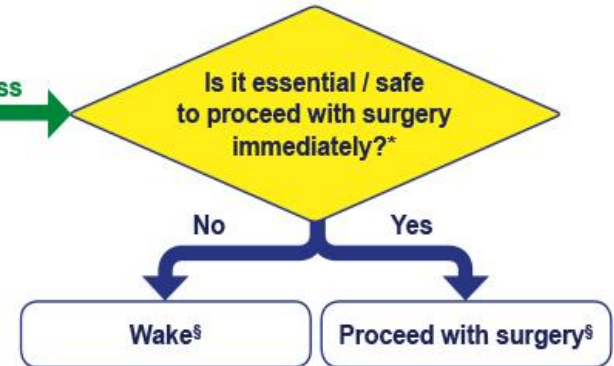 ss
Is it essential / safe
to proceed with surgery
immediately?*
No
Yes
Wake§
Proceed with surgery§